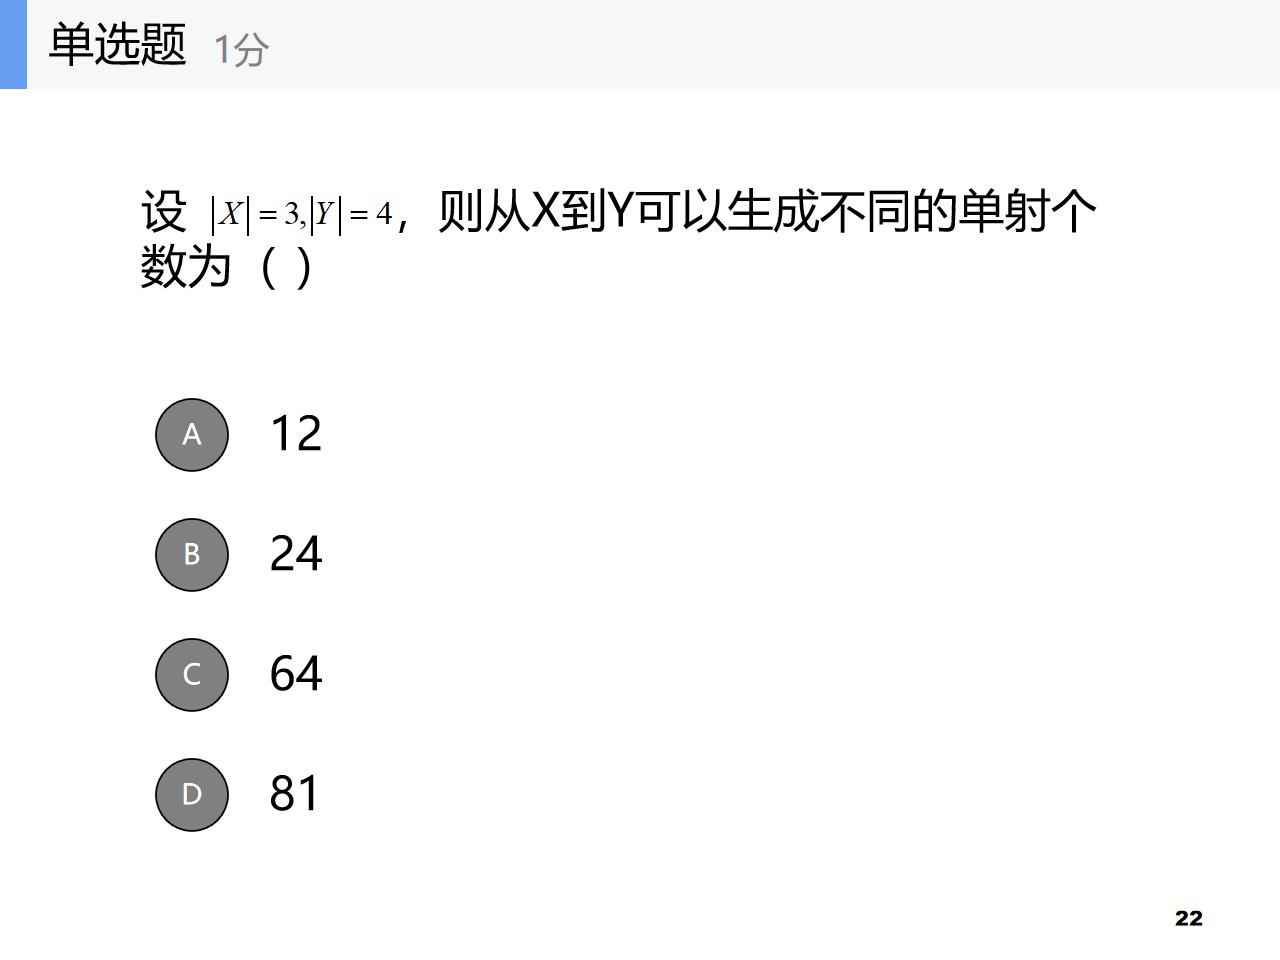 单选题 1分
设 |X| = 3,|Y| = 4，则从X到Y可以生成不同的单射个
数为（ ）
A 12
B 24
C 64
D 81
22